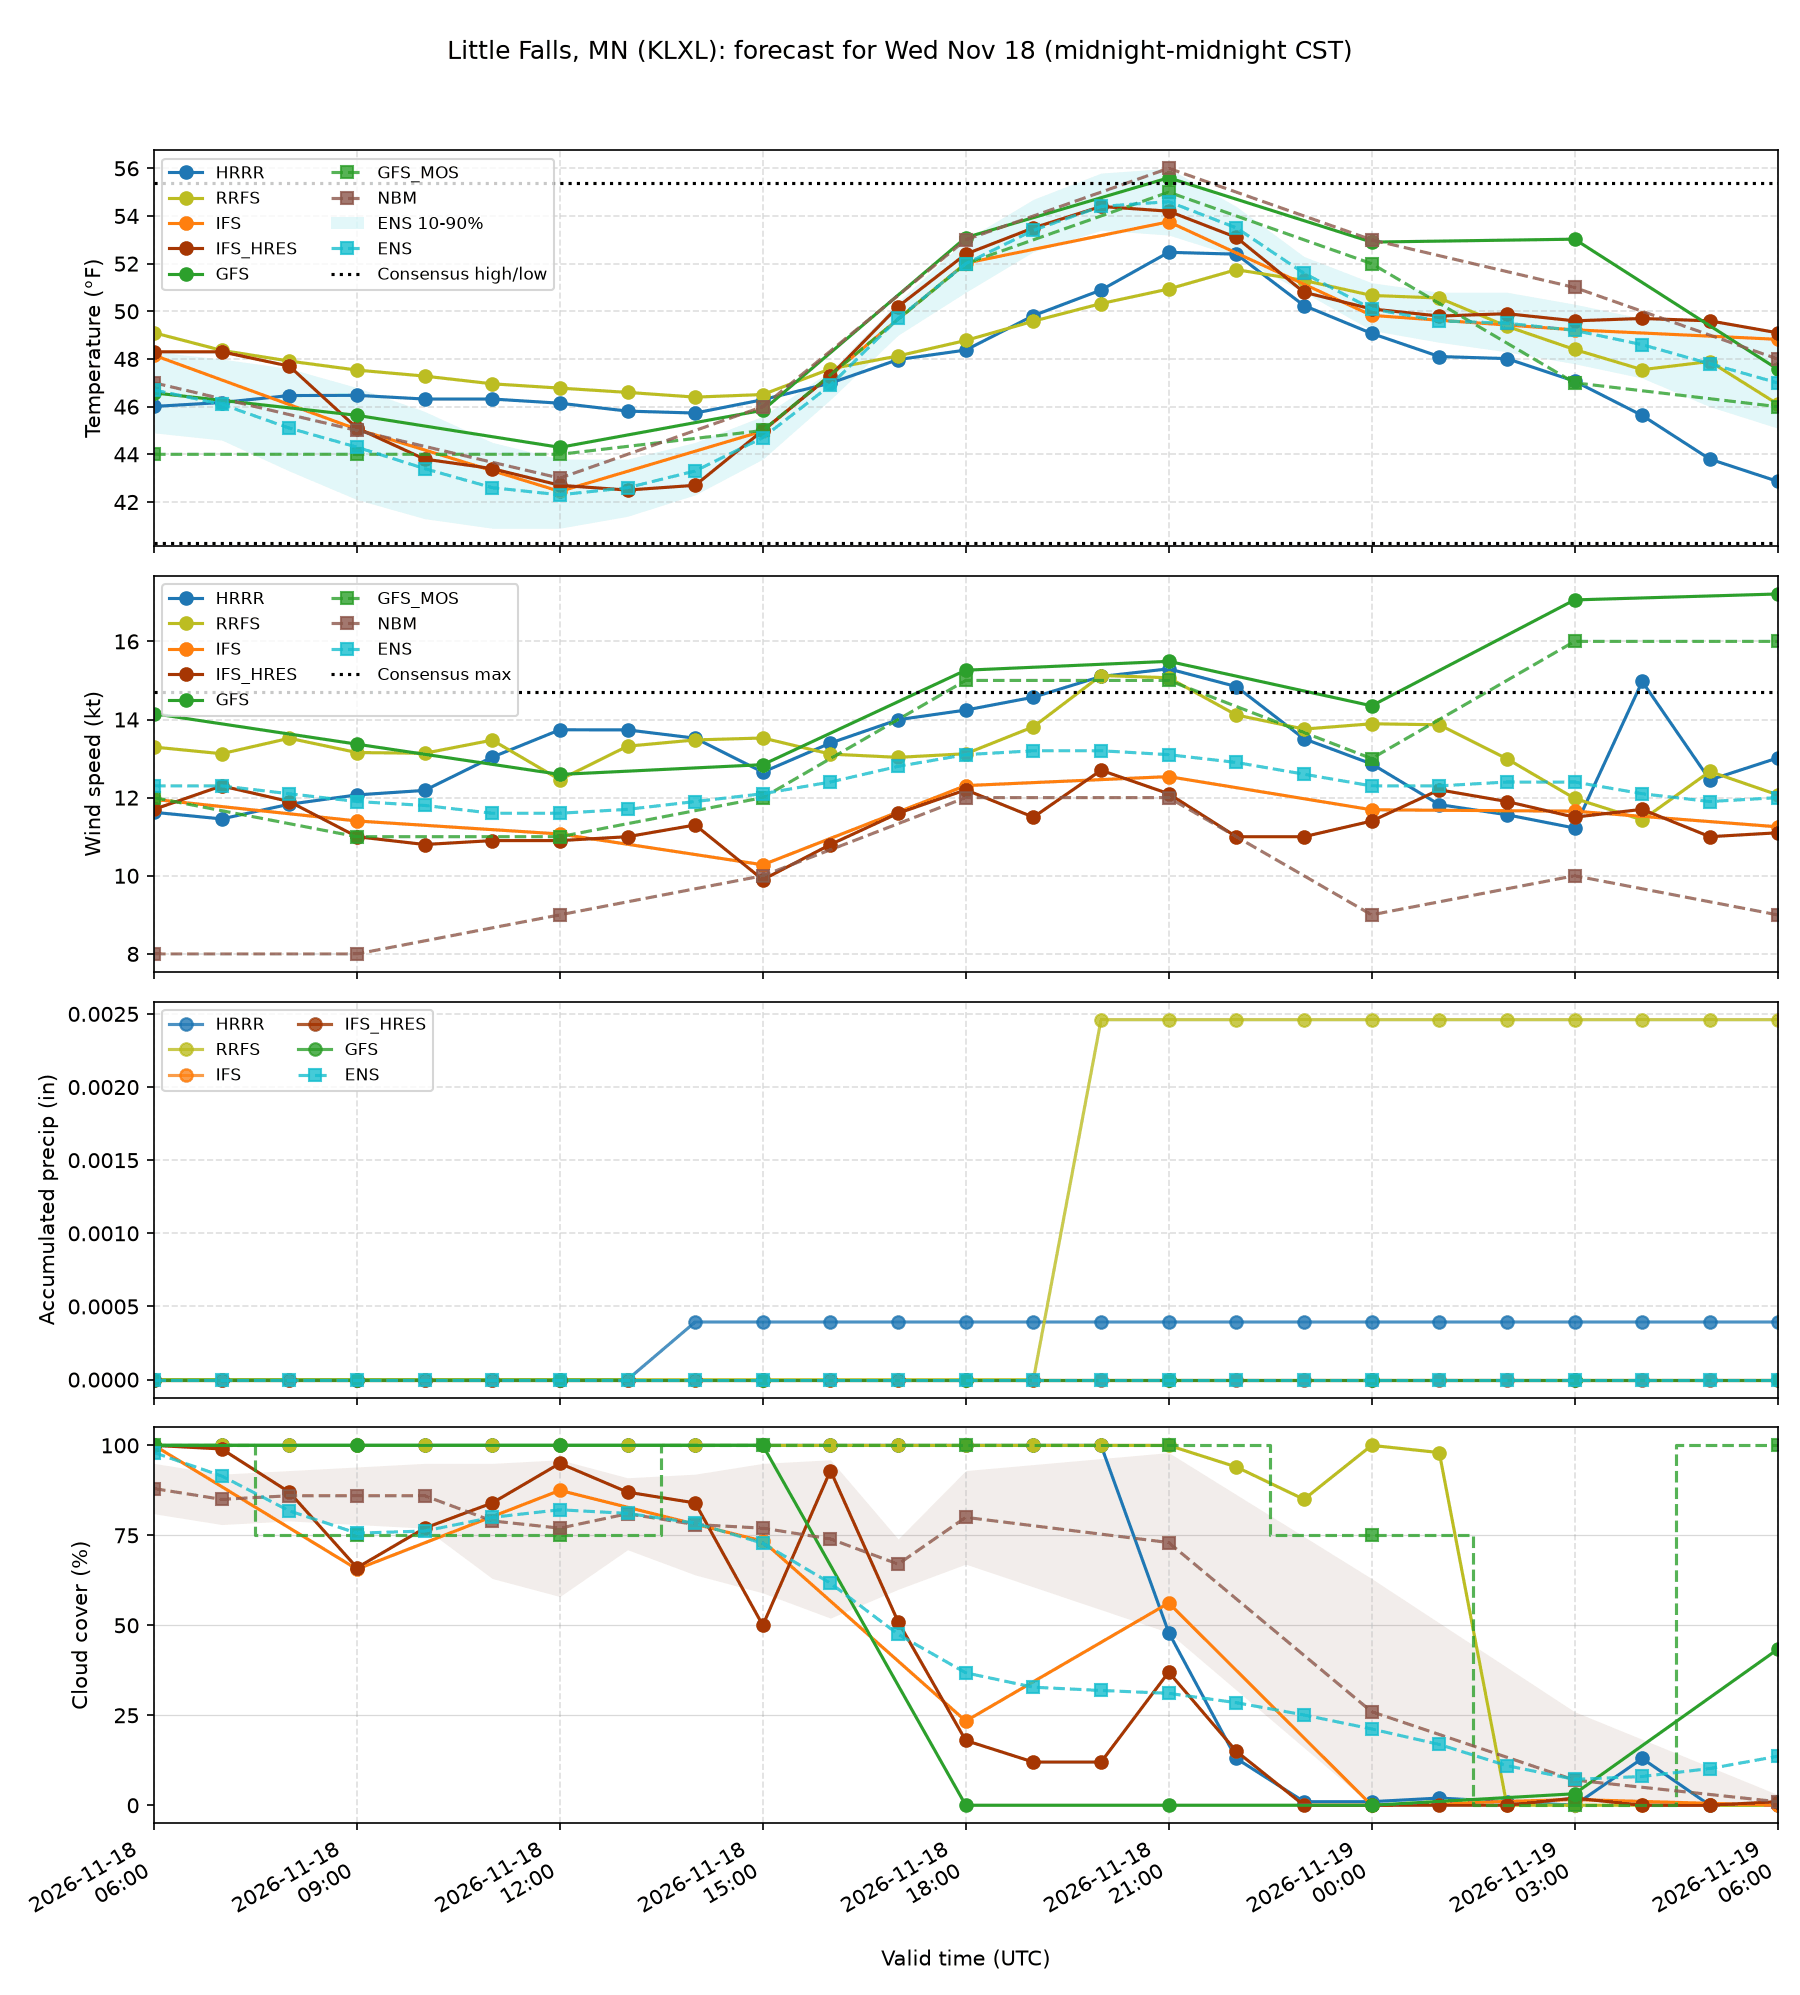 Little Falls, MN (KLXL): forecast for Wed Nov 18 (midnight-midnight CST)
Temperature (°F)
56
54
52
50
48
46
44
42
HRRR
RRFS
IFS
IFS_HRES
GFS
GFS_MOS
NBM
ENS 10-90%
ENS
Consensus high/low
Wind speed (kt)
16
14
12
10
8
HRRR
RRFS
IFS
IFS_HRES
GFS
GFS_MOS
NBM
ENS
Consensus max
Accumulated precip (in)
0.0025
0.0020
0.0015
0.0010
0.0005
0.0000
HRRR
RRFS
IFS
IFS_HRES
GFS
ENS
Cloud cover (%)
100
75
50
25
0
2026-11-18
06:00
2026-11-18
09:00
2026-11-18
12:00
2026-11-18
15:00
2026-11-18
18:00
2026-11-18
21:00
2026-11-19
00:00
2026-11-19
03:00
2026-11-19
06:00
Valid time (UTC)